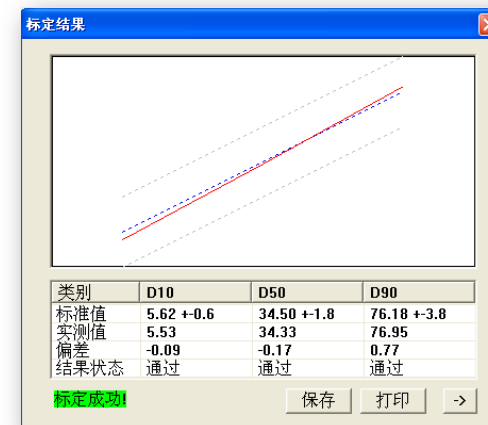 标定结果
类别 D10 D50 D90
标准值 5.62 +-0.6 34.50 +-1.8 76.18 +-3.8
实测值 5.53 34.33 76.95
偏差 -0.09 -0.17 0.77
结果状态 通过 通过 通过
标定成功! 保存 打印 ->